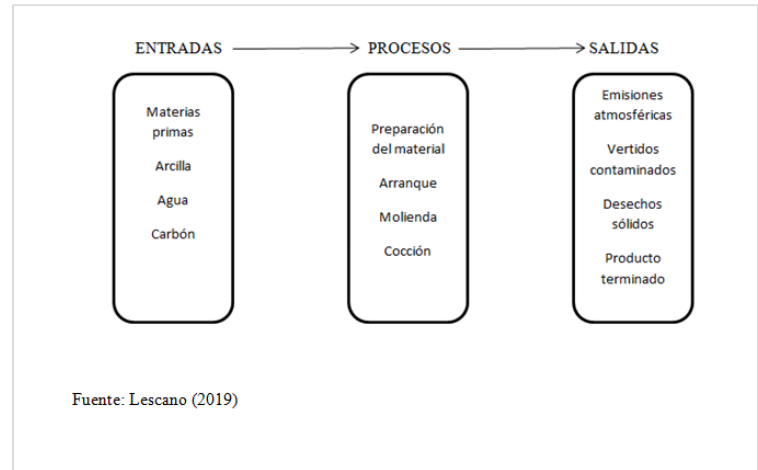 ENTRADAS PROCESOS SALIDAS
Materias
primas
Arcilla
Agua
Carbón
Preparación
del material
Arranque
Molienda
Cocción
Emisiones
atmosféricas
Vertidos
contaminados
Desechos
sólidos
Producto
terminado
Fuente: Lescano (2019)